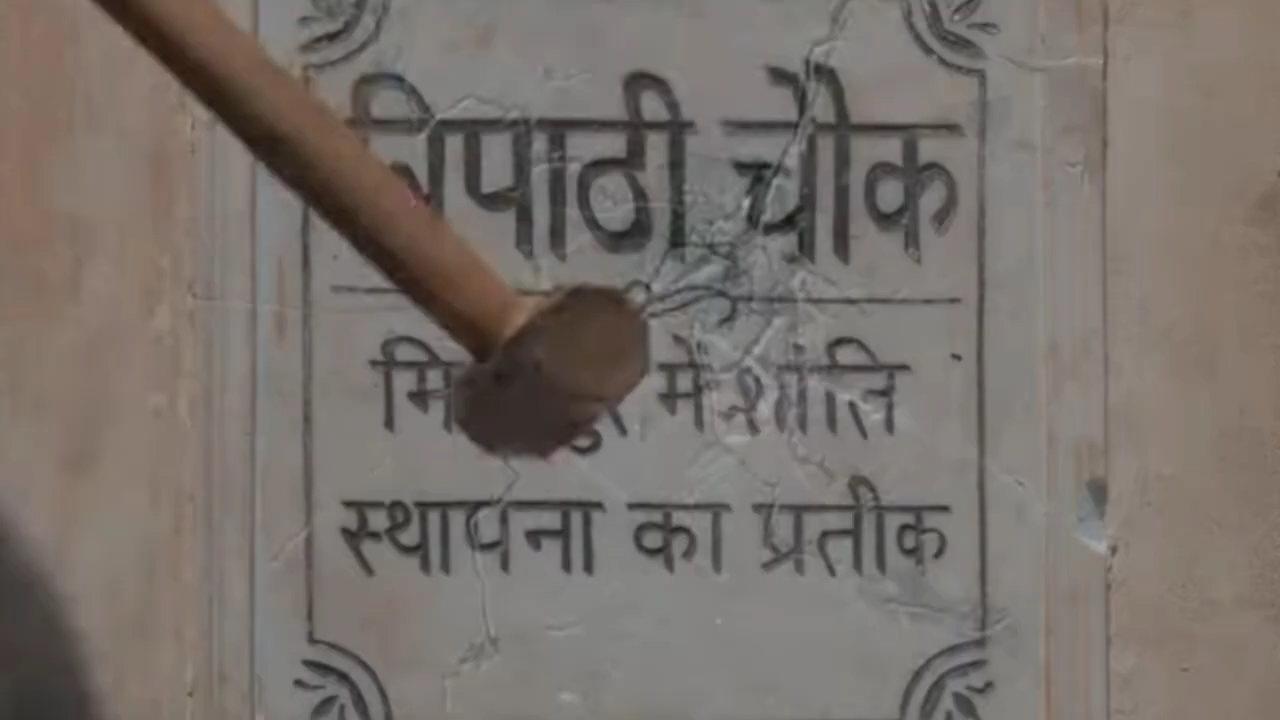 त्रिपाठी चौक
में शांति
स्थापना का प्रतीक